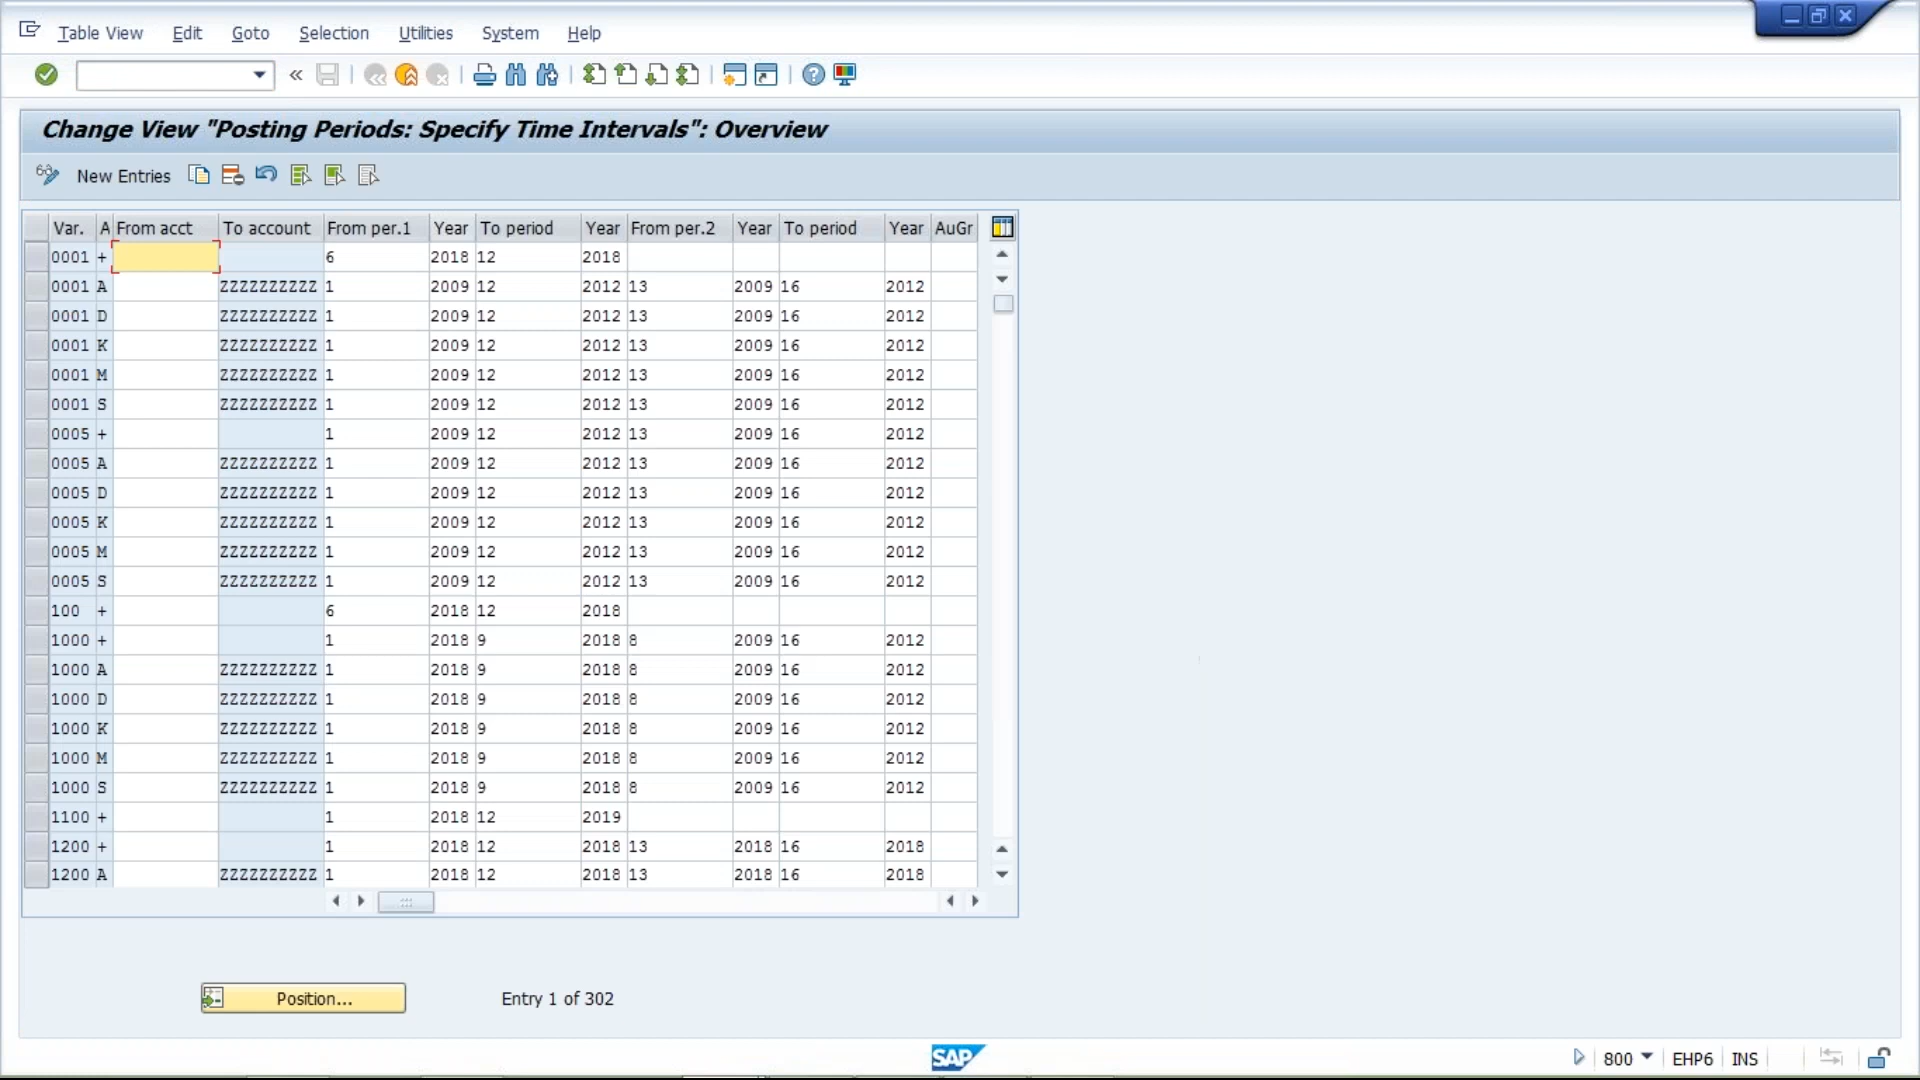 Table View Edit Goto Selection Utilities System Help
Change View "Posting Periods: Specify Time Intervals": Overview
New Entries
Var. A From acct To account From per.1 Year To period Year From per.2 Year To period Year AuGr
0001 + 6 2018 12 2018
0001 A ZZZZZZZZZZ 1 2009 12 2012 13 2009 16 2012
0001 D ZZZZZZZZZZ 1 2009 12 2012 13 2009 16 2012
0001 K ZZZZZZZZZZ 1 2009 12 2012 13 2009 16 2012
0001 M ZZZZZZZZZZ 1 2009 12 2012 13 2009 16 2012
0001 S ZZZZZZZZZZ 1 2009 12 2012 13 2009 16 2012
0005 + 1 2009 12 2012 13 2009 16 2012
0005 A ZZZZZZZZZZ 1 2009 12 2012 13 2009 16 2012
0005 D ZZZZZZZZZZ 1 2009 12 2012 13 2009 16 2012
0005 K ZZZZZZZZZZ 1 2009 12 2012 13 2009 16 2012
0005 M ZZZZZZZZZZ 1 2009 12 2012 13 2009 16 2012
0005 S ZZZZZZZZZZ 1 2009 12 2012 13 2009 16 2012
100 + 6 2018 12 2018
1000 + 1 2018 9 2018 8 2009 16 2012
1000 A ZZZZZZZZZZ 1 2018 9 2018 8 2009 16 2012
1000 D ZZZZZZZZZZ 1 2018 9 2018 8 2009 16 2012
1000 K ZZZZZZZZZZ 1 2018 9 2018 8 2009 16 2012
1000 M ZZZZZZZZZZ 1 2018 9 2018 8 2009 16 2012
1000 S ZZZZZZZZZZ 1 2018 9 2018 8 2009 16 2012
1100 + 1 2018 12 2019
1200 + 1 2018 12 2018 13 2018 16 2018
1200 A ZZZZZZZZZZ 1 2018 12 2018 13 2018 16 2018
Position... Entry 1 of 302
SAP 800 EHP6 INS